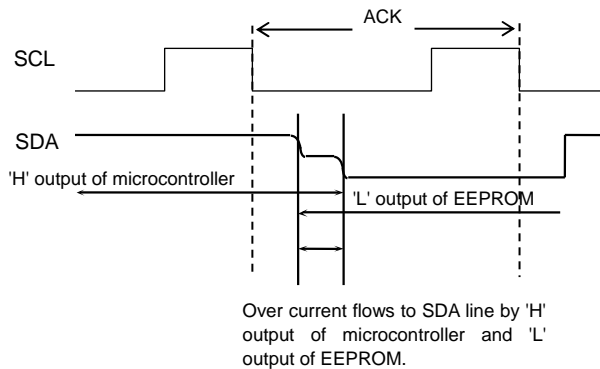 ACK
SCL
SDA
'H' output of microcontroller
'L' output of EEPROM
Over current flows to SDA line by 'H'
output of microcontroller and 'L'
output of EEPROM.